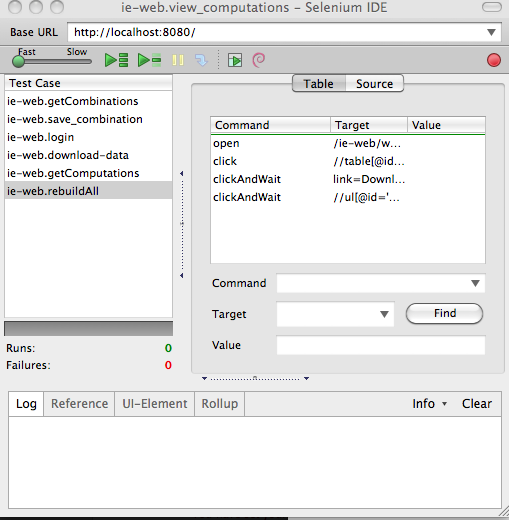 ie-web.view_computations – Selenium IDE
Base URL http://localhost:8080/
Fast Slow
Test Case
ie-web.getCombinations
ie-web.save_combination
ie-web.login
ie-web.download-data
ie-web.getComputations
ie-web.rebuildAll
Runs: 0
Failures: 0
Table Source
Command Target Value
open /ie-web/w...
click //table[@id...
clickAndWait link=Downl...
clickAndWait //ul[@id='...
Command
Target Find
Value
Log Reference UI-Element Rollup Info Clear